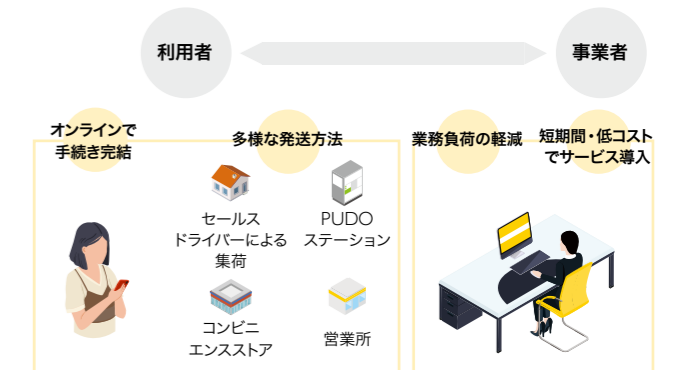 利用者
事業者
オンラインで
手続き完結
多様な発送方法
業務負荷の軽減
短期間・低コスト
でサービス導入
セールス
ドライバーによる
集荷
PUDO
ステーション
コンビニ
エンスストア
営業所